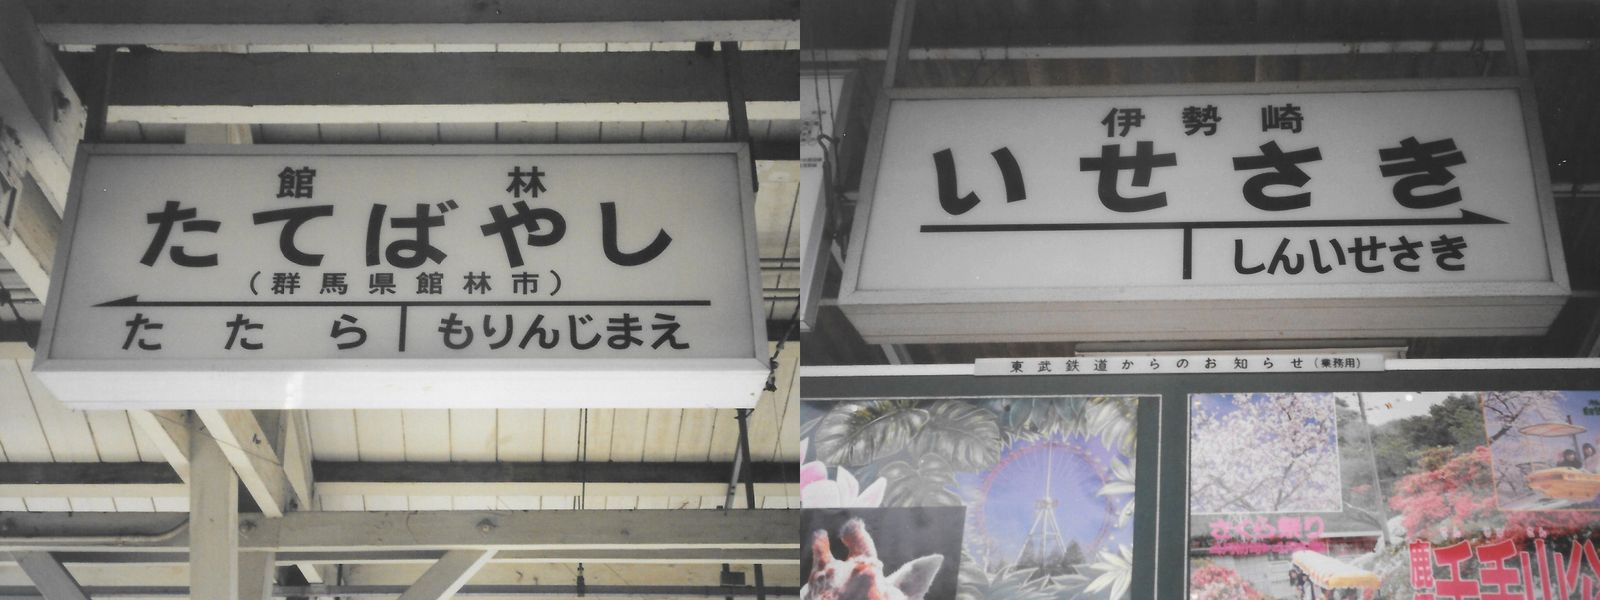 館林
たてばやし
(群馬県館林市)
たたら
もりんじまえ
伊勢崎
いせさき
しんいせさき
東武鉄道からのお知らせ(業務用)
さくら祭り